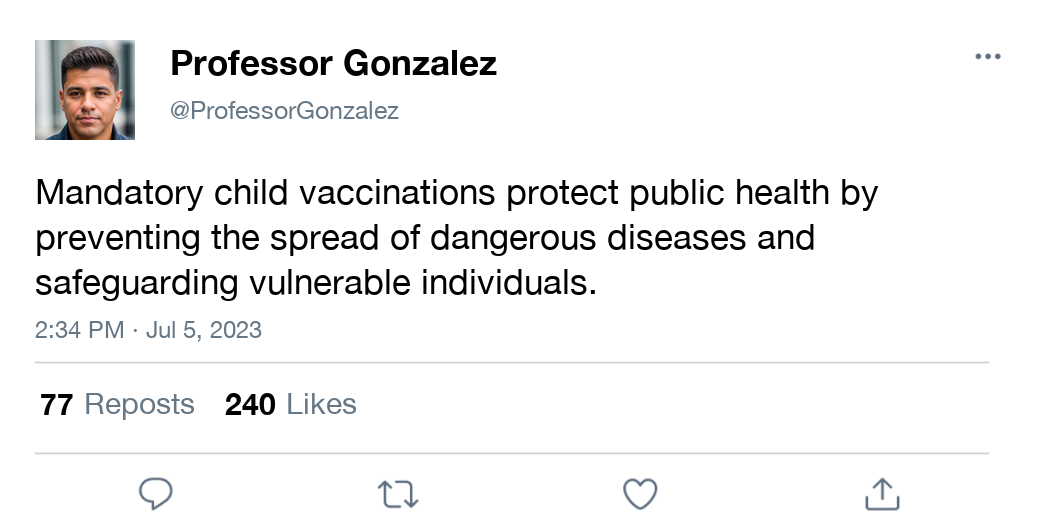 Professor Gonzalez
@ProfessorGonzalez
Mandatory child vaccinations protect public health by
preventing the spread of dangerous diseases and
safeguarding vulnerable individuals.
2:34 PM · Jul 5, 2023
77 Reposts 240 Likes